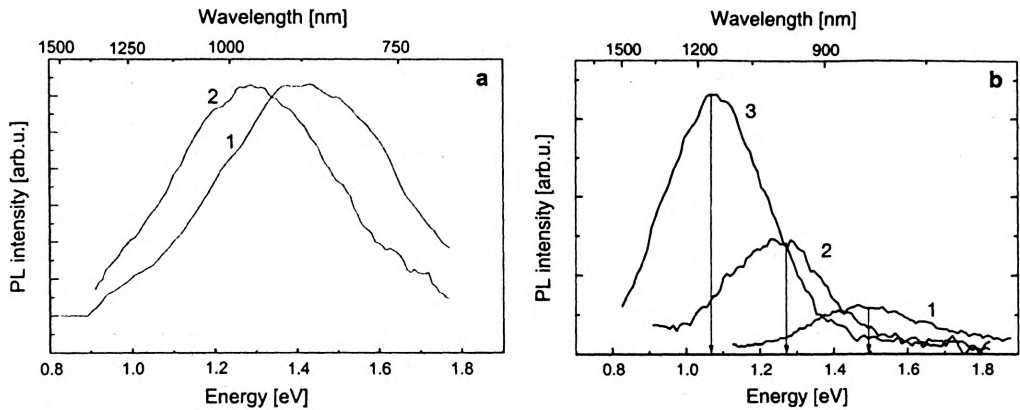 Wavelength [nm]
1500 1250 1000 750
a
2
1
PL intensity [arb.u.]
0.8 1.0 1.2 1.4 1.6 1.8
Energy [eV]
Wavelength [nm]
1500 1200 900
b
3
2
1
PL intensity [arb.u.]
0.8 1.0 1.2 1.4 1.6 1.8
Energy [eV]